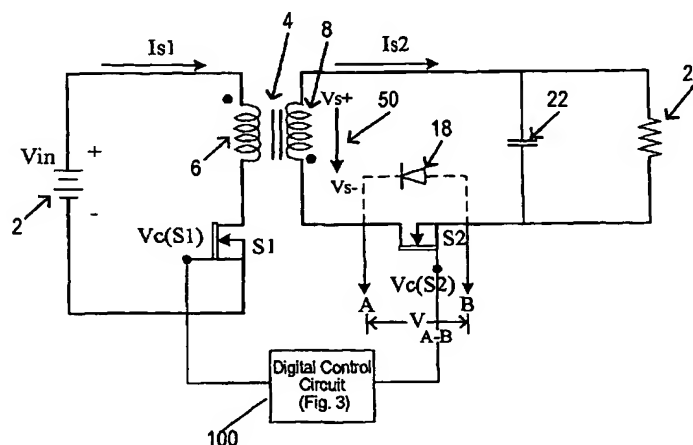 Is1
4
8
Is2
Vs+
50
22
2
Vin
+
6
18
2
-
Vs-
Vc(S1)
S1
S2
Vc(S2)
A
B
V
A-B
Digital Control
Circuit
(Fig. 3)
100